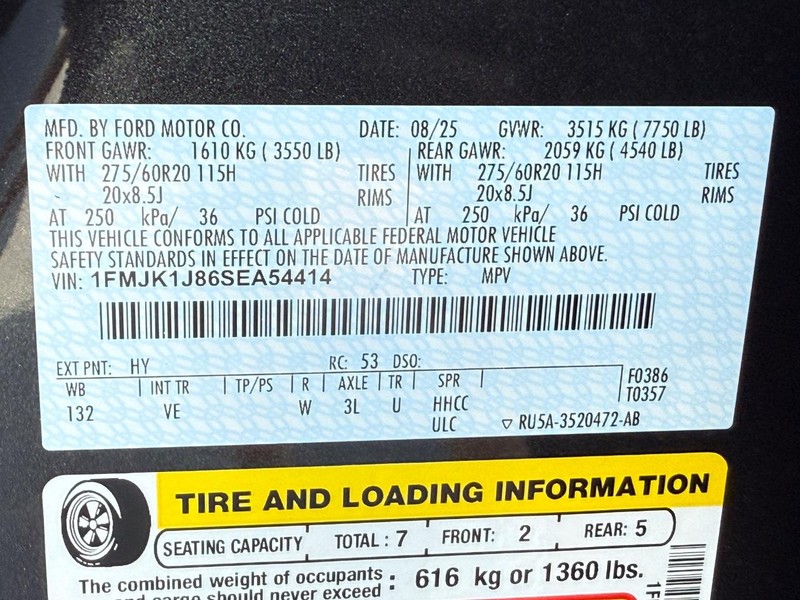 MFD. BY FORD MOTOR CO. DATE: 08/25 GVWR: 3515 KG ( 7750 LB)
FRONT GAWR: 1610 KG ( 3550 LB) REAR GAWR: 2059 KG ( 4540 LB)
WITH 275/60R20 115H TIRES WITH 275/60R20 115H TIRES
20x8.5J RIMS 20x8.5J RIMS
AT 250 kPa/ 36 PSI COLD AT 250 kPa/ 36 PSI COLD
THIS VEHICLE CONFORMS TO ALL APPLICABLE FEDERAL MOTOR VEHICLE
SAFETY STANDARDS IN EFFECT ON THE DATE OF MANUFACTURE SHOWN ABOVE.
VIN: 1FMJK1J86SEA54414 TYPE: MPV
EXT PNT: HY RC: 53 DSO:
WB INT TR TP/PS R AXLE TR SPR F0386
132 VE W 3L U HHCC T0357
ULC RU5A-3520472-AB
TIRE AND LOADING INFORMATION
SEATING CAPACITY TOTAL : 7 FRONT: 2 REAR: 5
The combined weight of occupants : 616 kg or 1360 lbs.
and cargo should never exceed
1F